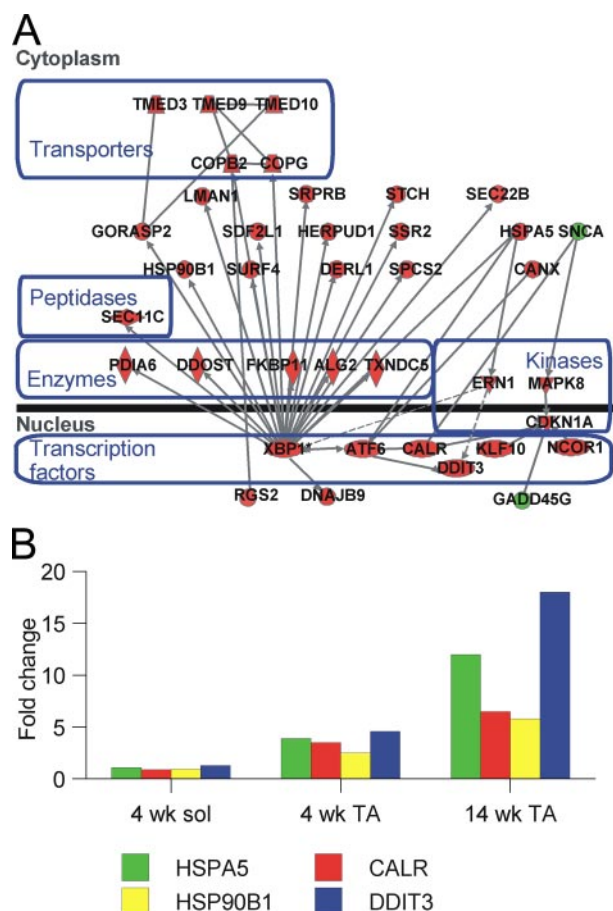 A
Cytoplasm
TMED3 TMED9 TMED10
Transporters
COPB2 COPG
LMAN1 SRPRB STCH SEC22B
GORASP2 SDF2L1 HERPUD1 SSR2 HSPA5 SNCA
HSP90B1 SURF4 DERL1 SPCS2 CANX
Peptidases
SEC11C
PDIA6 DDOST FKBP11 ALG2 TXNDC5 Kinases
Enzymes ERN1 MAPK8
Nucleus CDKN1A
Transcription factors
XBP1* ATF6 CALR KLF10 NCOR1
DDIT3
RGS2 DNAJB9 GADD45G
B
Fold change
20
15
10
5
0
4 wk sol 4 wk TA 14 wk TA
HSPA5 CALR
HSP90B1 DDIT3